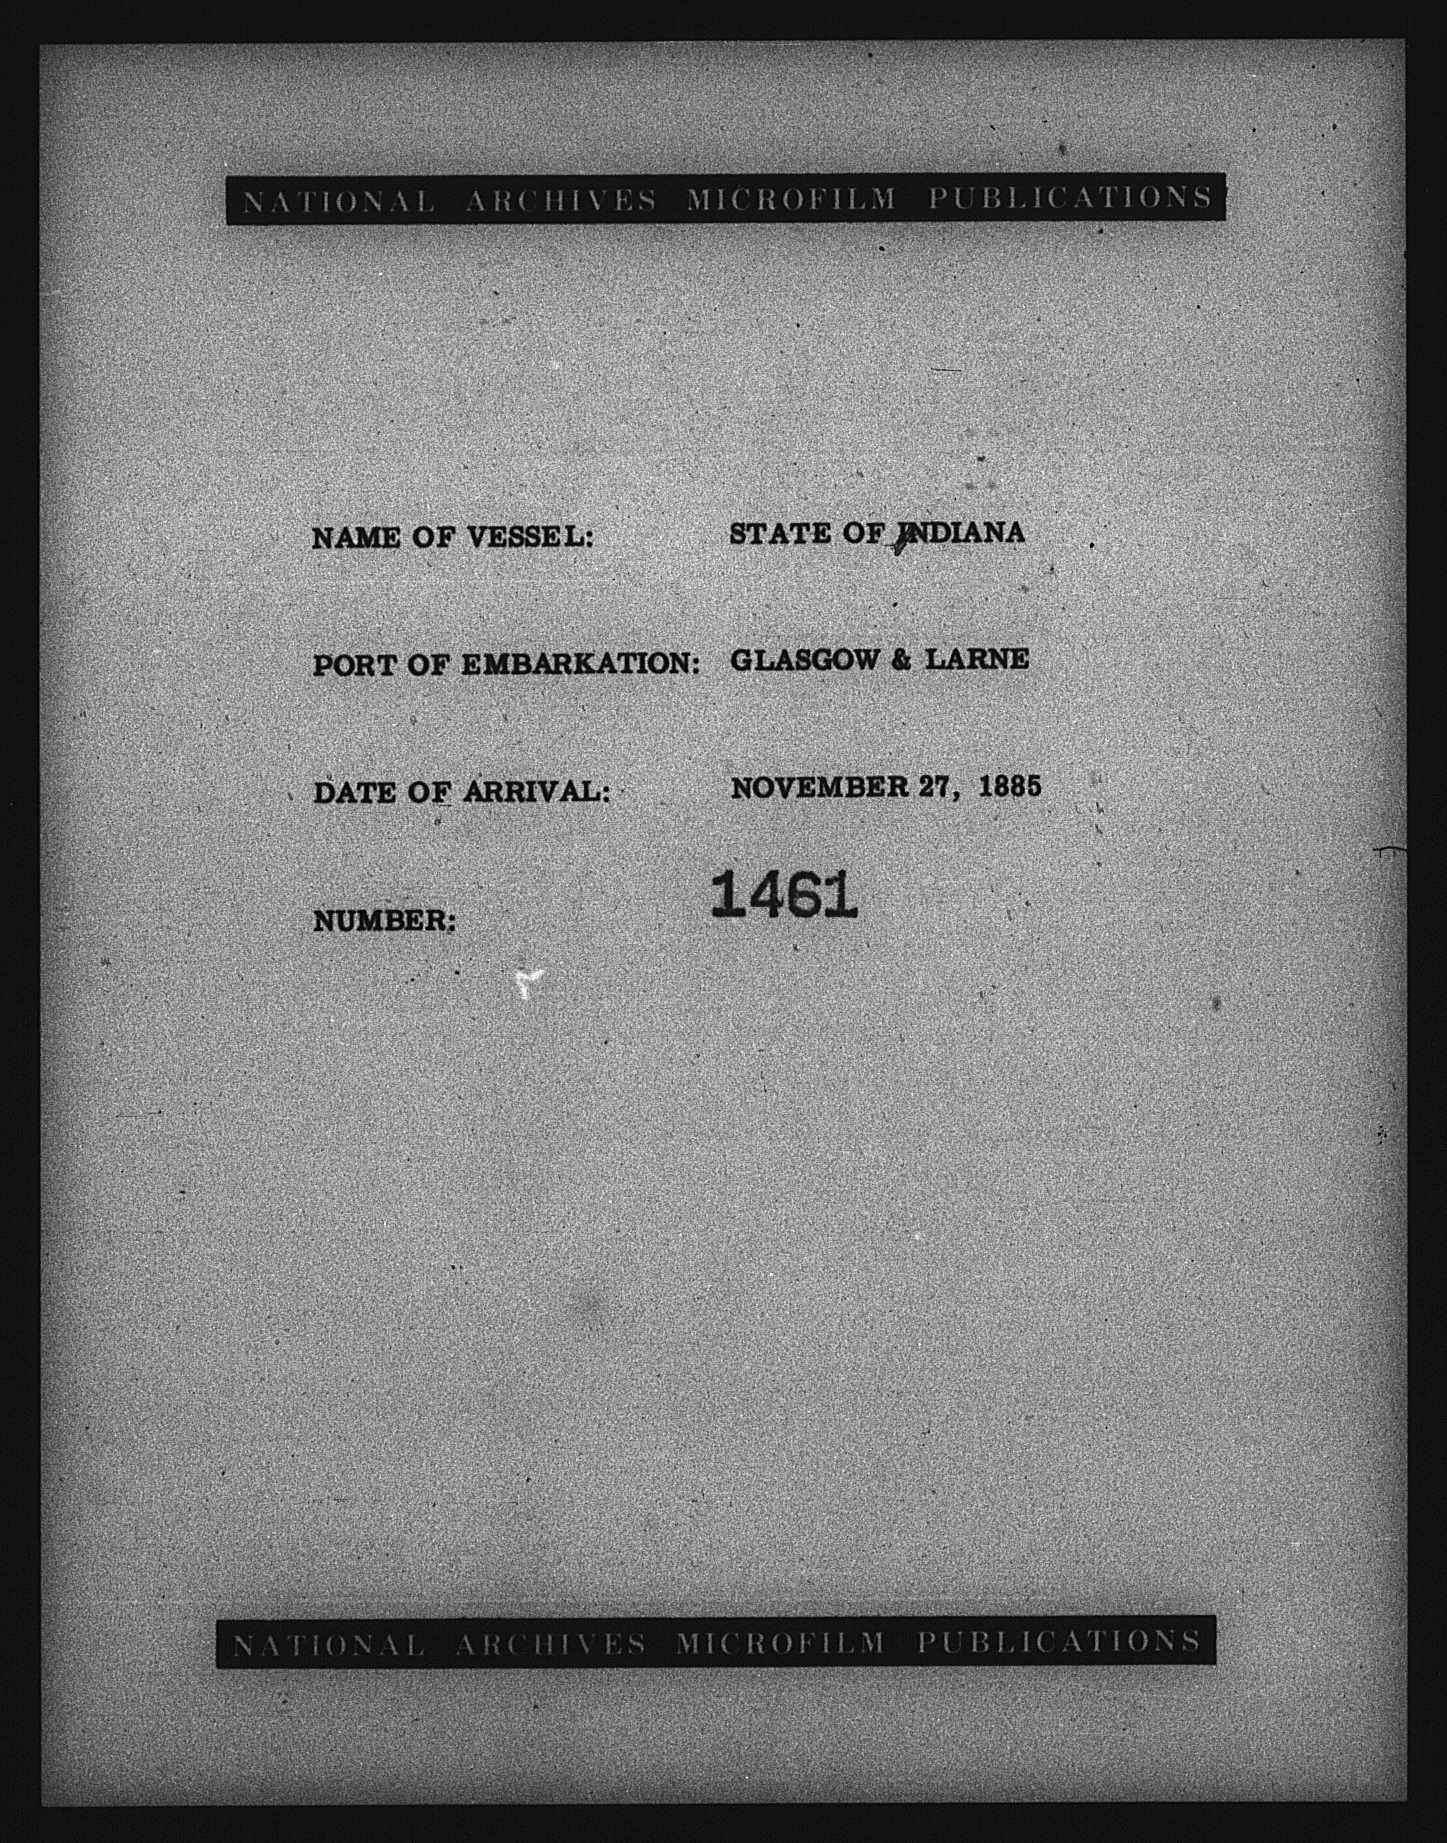 NATIONAL ARCHIVES MICROFILM PUBLICATIONS
NAME OF VESSEL: STATE OF INDIANA
PORT OF EMBARKATION: GLASGOW & LARNE
DATE OF ARRIVAL: NOVEMBER 27, 1885
NUMBER: 1461
NATIONAL ARCHIVES MICROFILM PUBLICATIONS